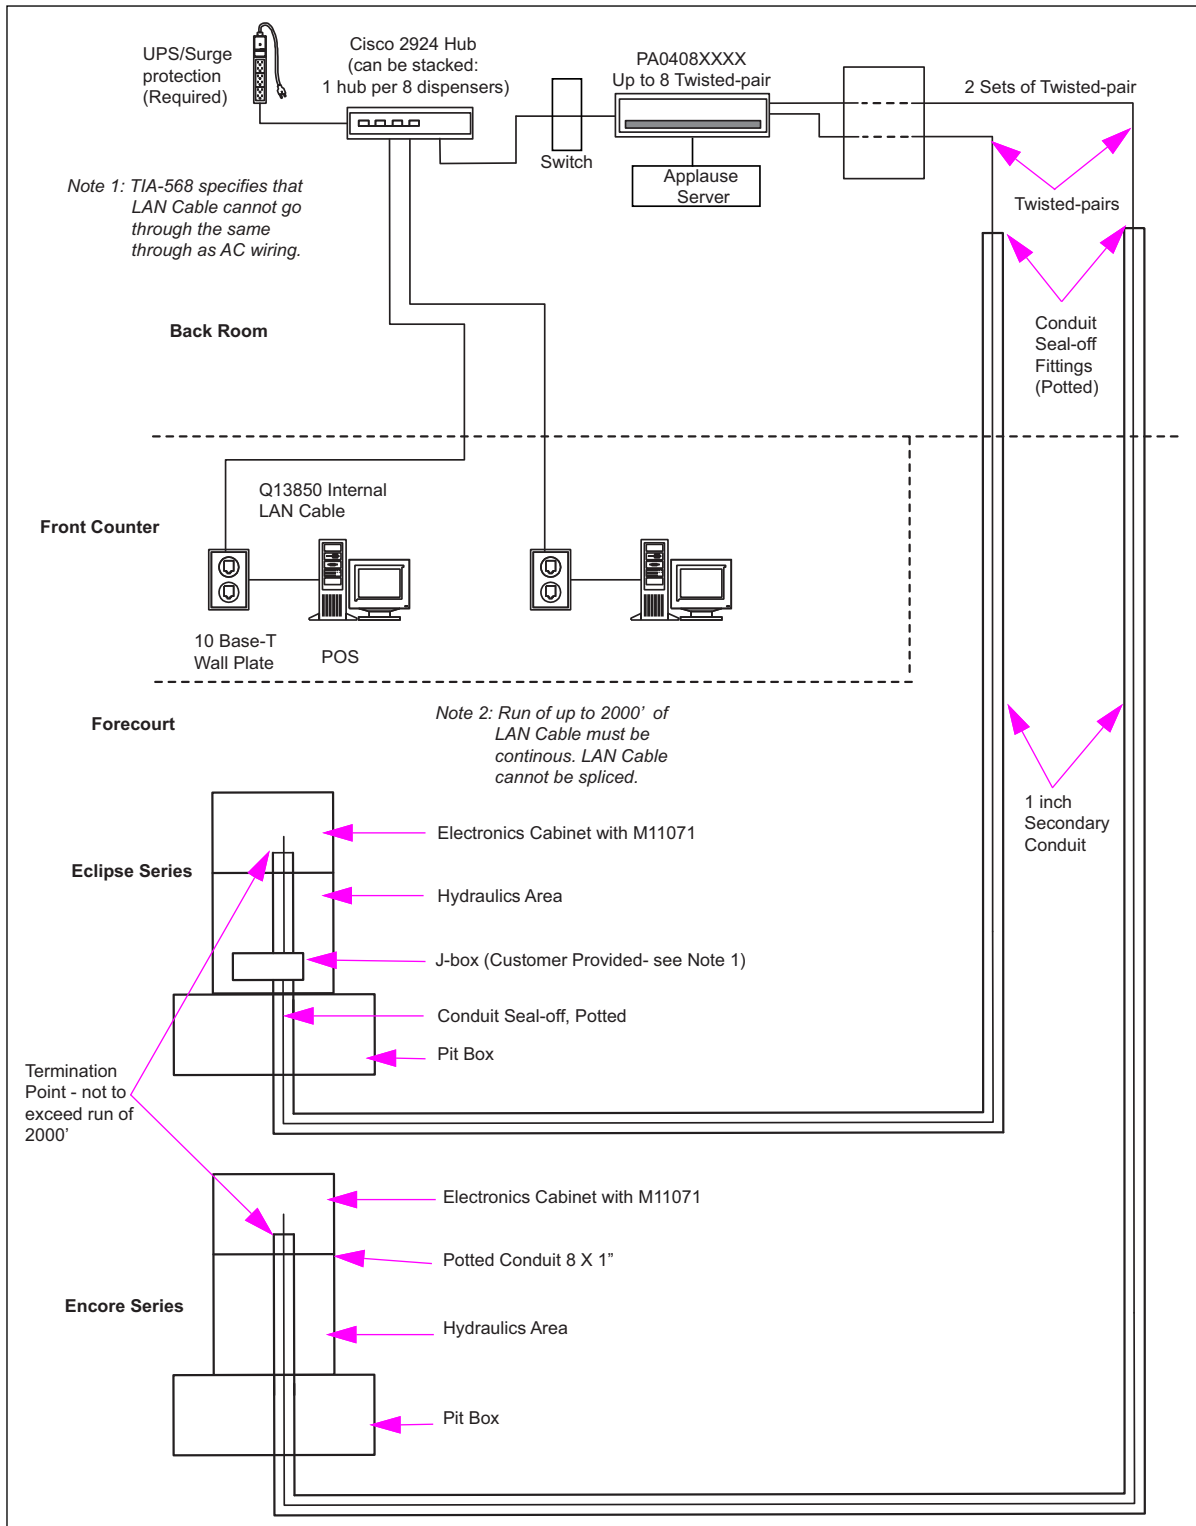 UPS/Surge
protection
(Required)
Cisco 2924 Hub
(can be stacked:
1 hub per 8 dispensers)
PA0408XXXX
Up to 8 Twisted-pair
2 Sets of Twisted-pair
Switch
Applause
Server
Twisted-pairs
Note 1: TIA-568 specifies that
LAN Cable cannot go
through the same
through as AC wiring.
Back Room
Conduit
Seal-off
Fittings
(Potted)
Q13850 Internal
LAN Cable
Front Counter
10 Base-T
Wall Plate
POS
Forecourt
Note 2: Run of up to 2000’ of
LAN Cable must be
continous. LAN Cable
cannot be spliced.
1 inch
Secondary
Conduit
Electronics Cabinet with M11071
Eclipse Series
Hydraulics Area
J-box (Customer Provided- see Note 1)
Conduit Seal-off, Potted
Pit Box
Termination
Point - not to
exceed run of
2000’
Electronics Cabinet with M11071
Potted Conduit 8 X 1”
Encore Series
Hydraulics Area
Pit Box